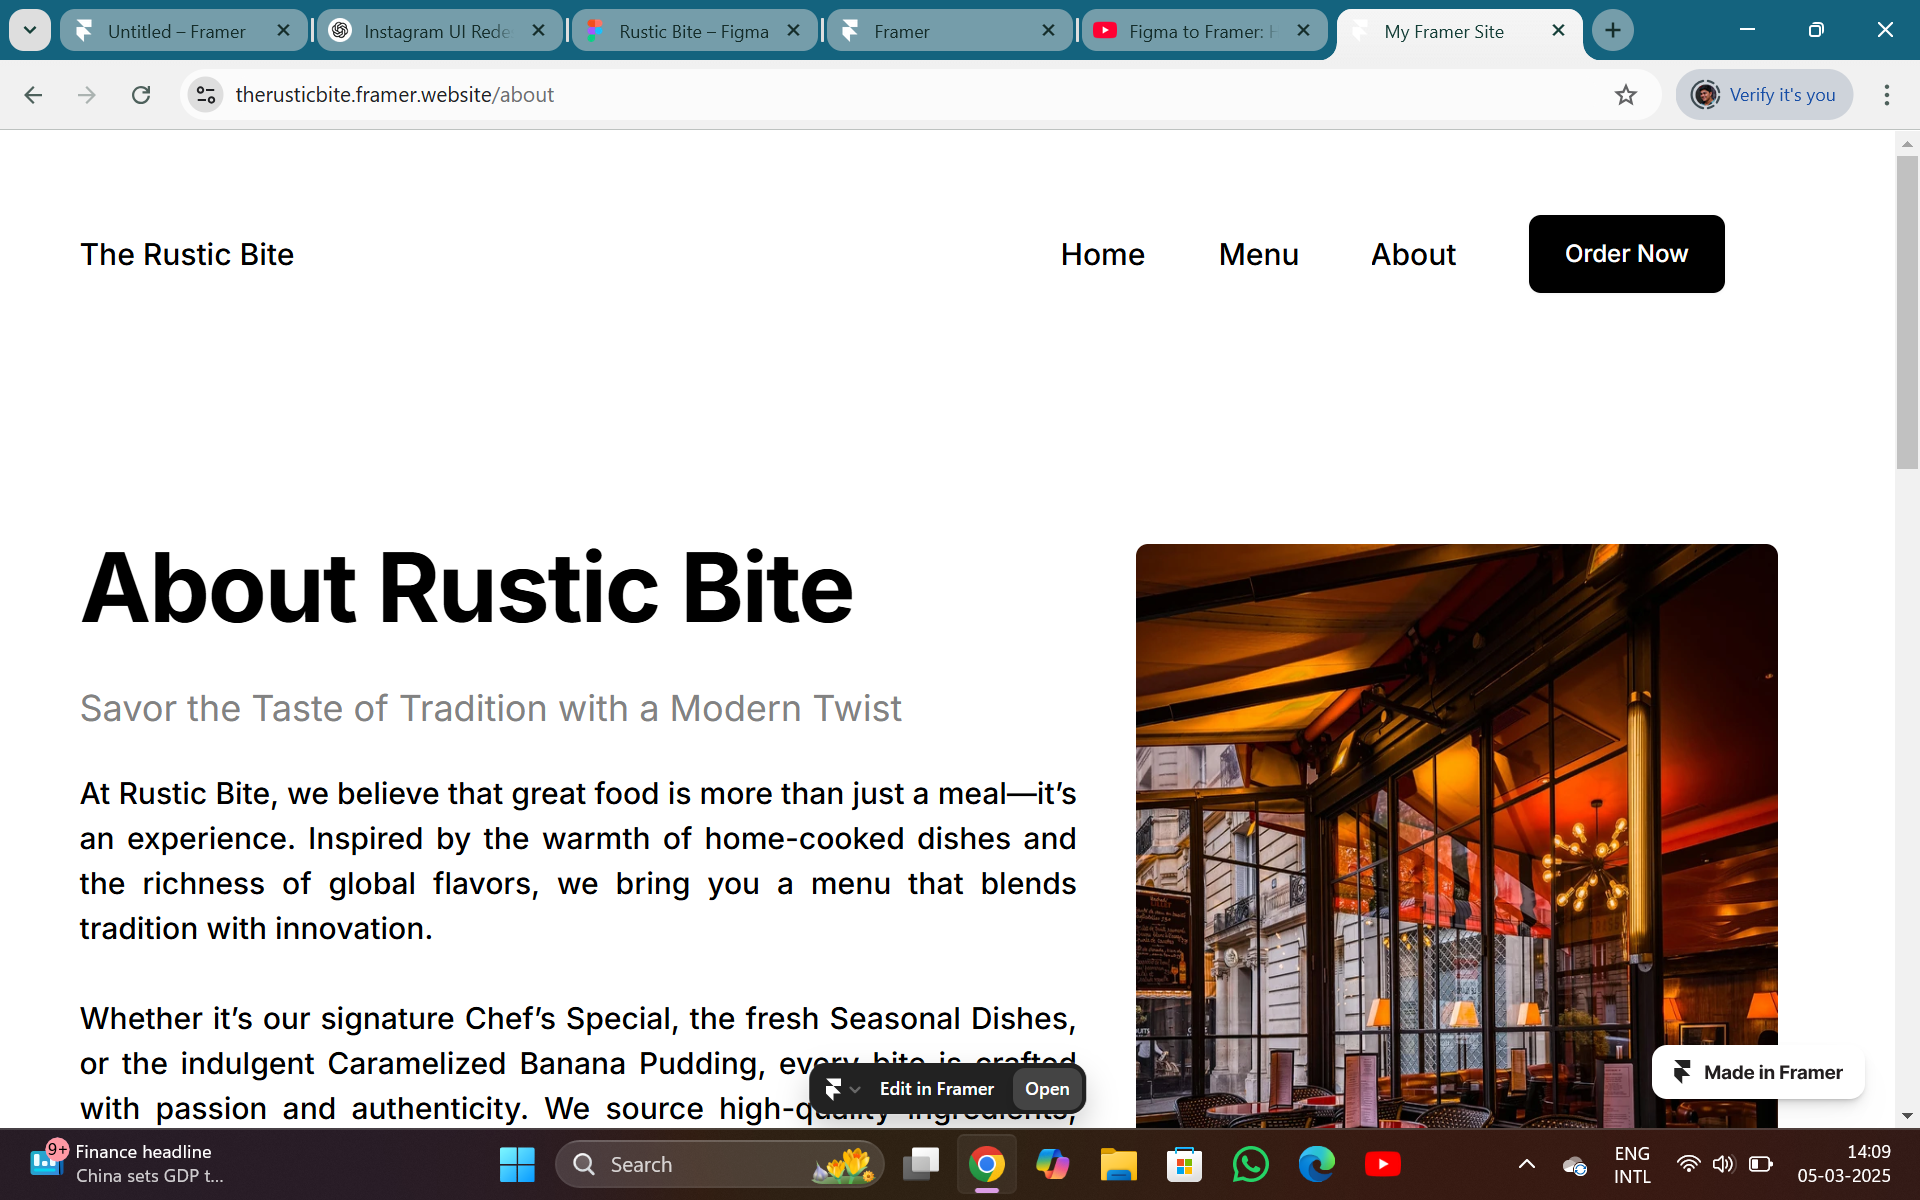 Untitled – Framer
Instagram UI Rede
Rustic Bite – Figma
Framer
Figma to Framer: H
My Framer Site
therusticbite.framer.website/about
Verify it's you
The Rustic Bite
Home
Menu
About
Order Now
About Rustic Bite
Savor the Taste of Tradition with a Modern Twist
At Rustic Bite, we believe that great food is more than just a meal—it’s
an experience. Inspired by the warmth of home-cooked dishes and
the richness of global flavors, we bring you a menu that blends
tradition with innovation.
Whether it’s our signature Chef’s Special, the fresh Seasonal Dishes,
or the indulgent Caramelized Banana Pudding, every bite is crafted
with passion and authenticity. We source high-quality ingredients,
Edit in Framer
Open
Made in Framer
9+
Finance headline
China sets GDP t...
Search
ENG
INTL
14:09
05-03-2025